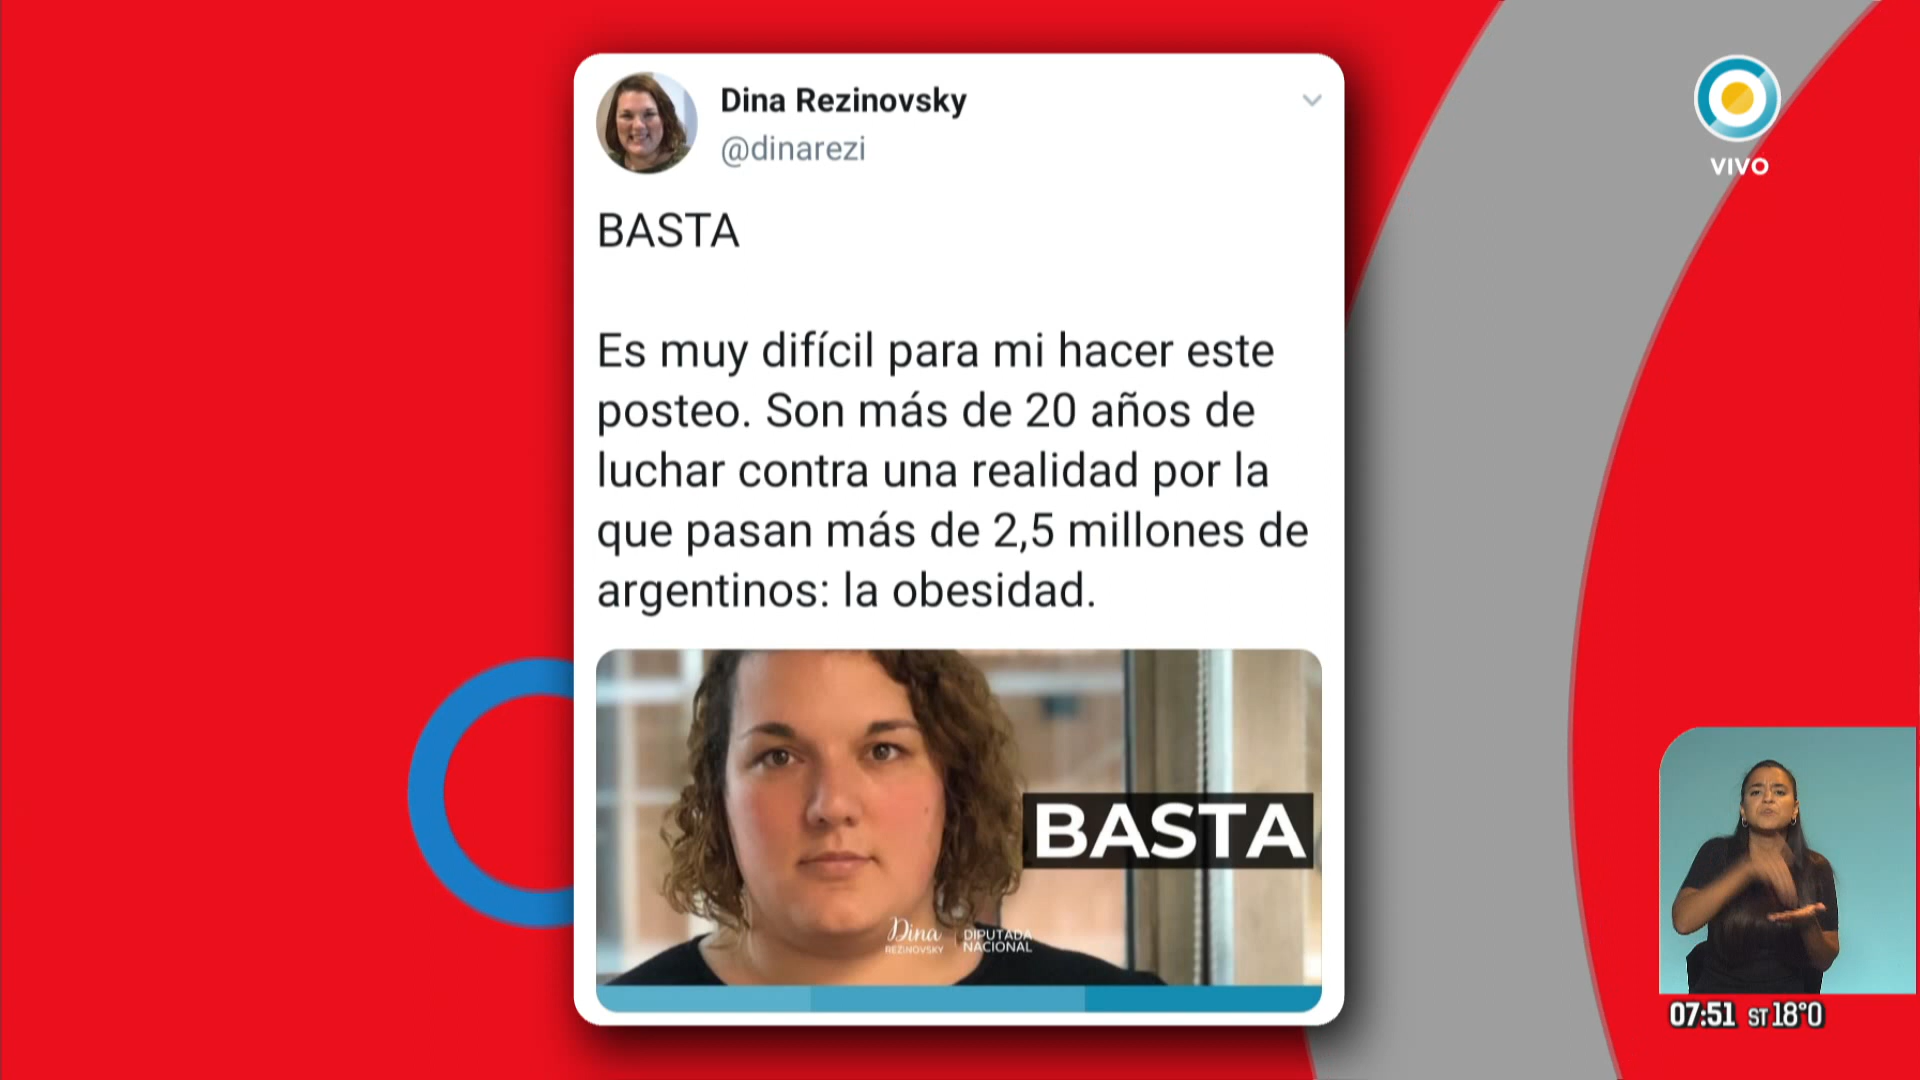 Dina Rezinovsky
@dinarezi
VIVO
BASTA
Es muy difícil para mi hacer este
posteo. Son más de 20 años de
luchar contra una realidad por la
que pasan más de 2,5 millones de
argentinos: la obesidad.
BASTA
Dina
REZINOVSKY
DIPUTADA
NACIONAL
07:51 ST 18°0